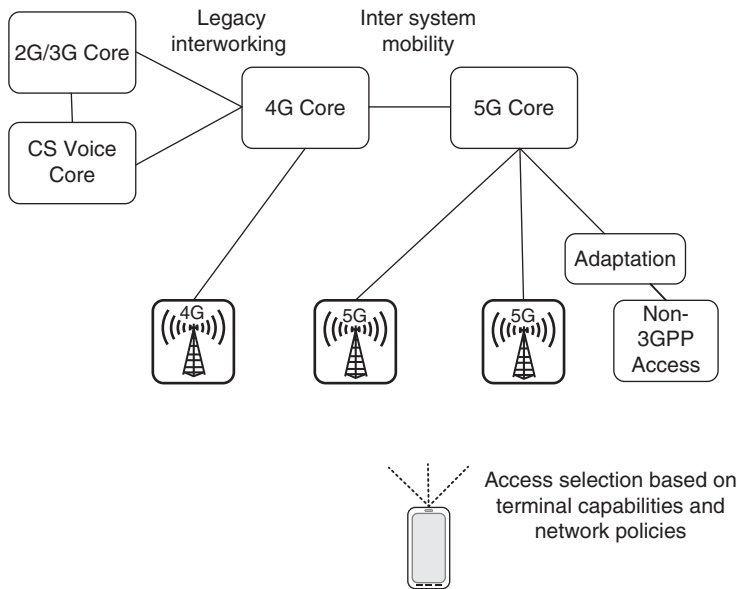 Legacy
interworking
Inter system
mobility
2G/3G Core
4G Core
5G Core
CS Voice
Core
Adaptation
4G
5G
5G
Non-
3GPP
Access
Access selection based on
terminal capabilities and
network policies